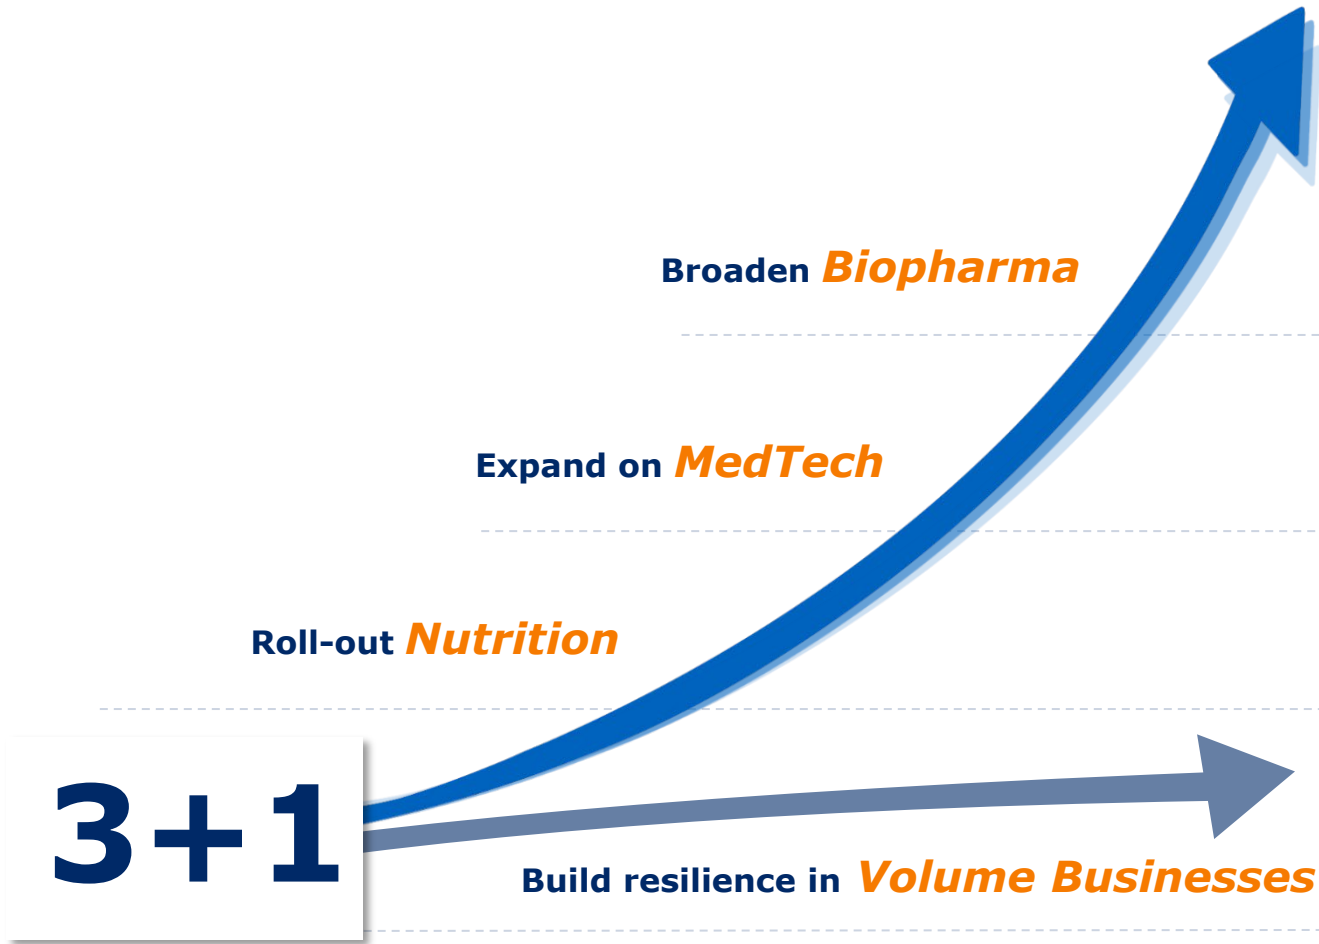 Broaden Biopharma
Expand on MedTech
Roll-out Nutrition
3+1
Build resilience in Volume Businesses